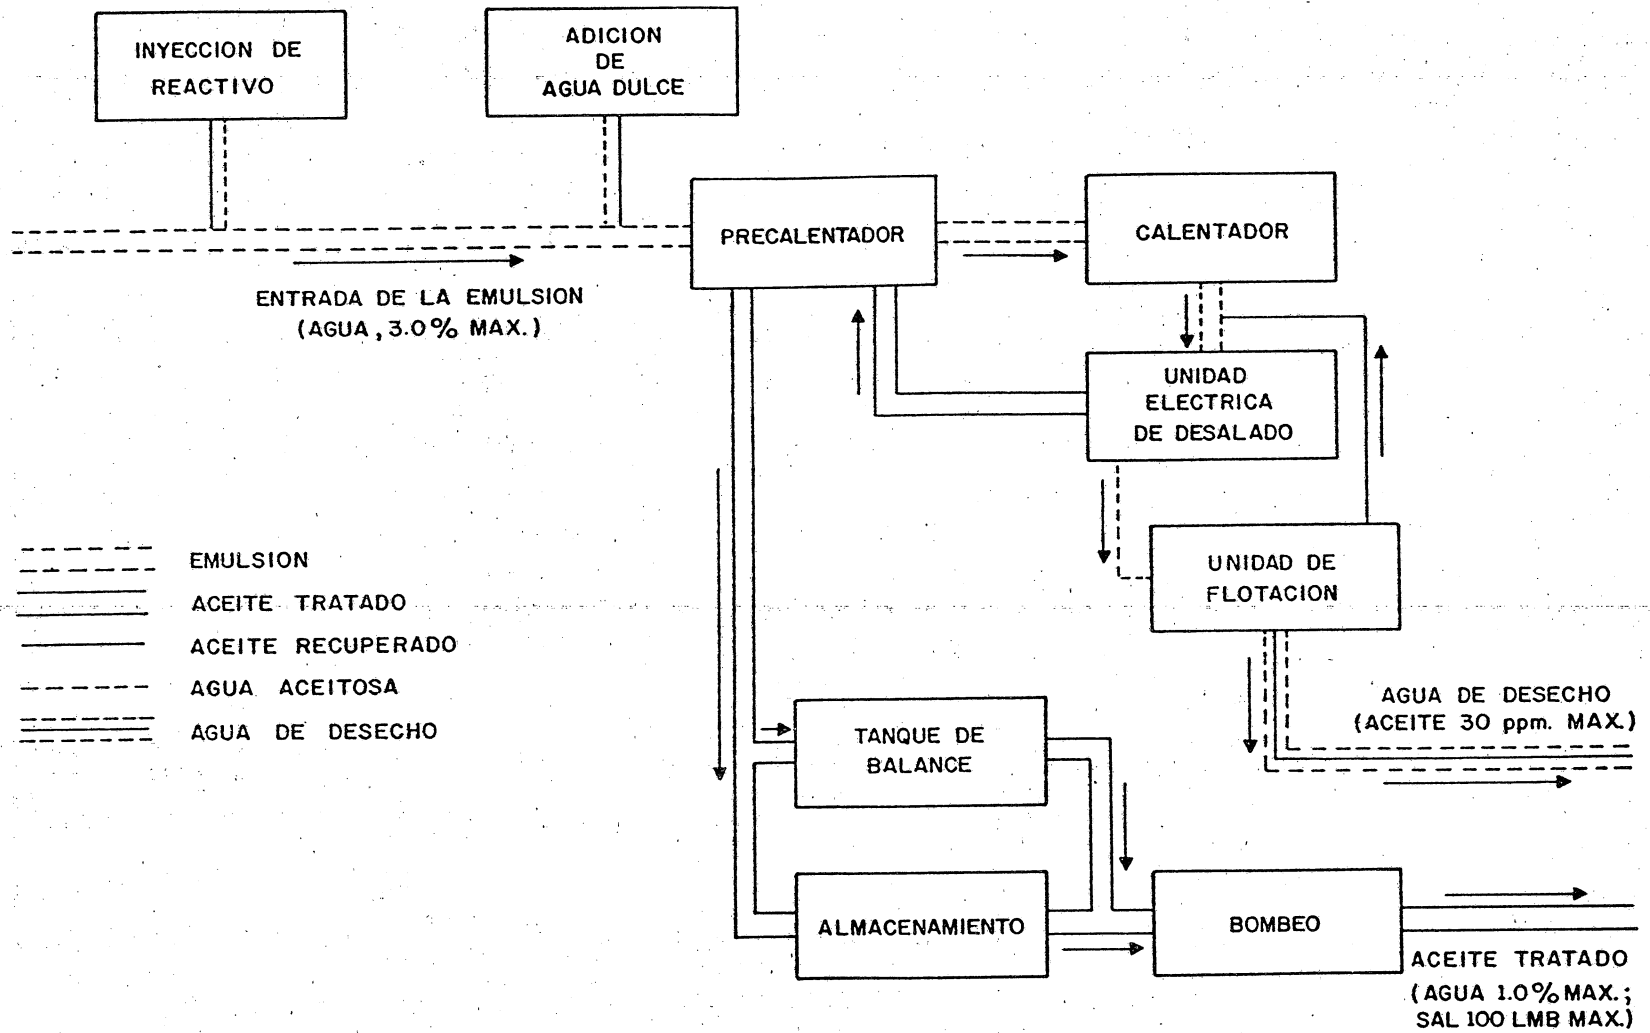 INYECCION DE
REACTIVO
ADICION
DE
AGUA DULCE
PRECALENTADOR
CALENTADOR
ENTRADA DE LA EMULSION
(AGUA, 3.0% MAX.)
UNIDAD
ELECTRICA
DE DESALADO
UNIDAD DE
FLOTACION
EMULSION
ACEITE TRATADO
ACEITE RECUPERADO
AGUA ACEITOSA
AGUA DE DESECHO
AGUA DE DESECHO
(ACEITE 30 ppm. MAX.)
TANQUE DE
BALANCE
ALMACENAMIENTO
BOMBEO
ACEITE TRATADO
(AGUA 1.0% MAX.;
SAL 100 LMB MAX.)